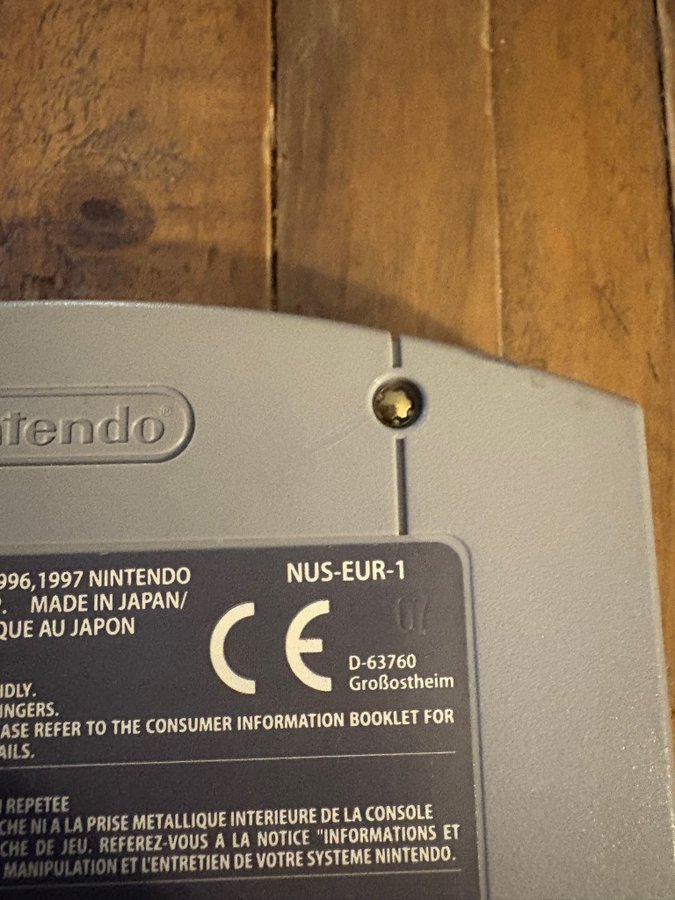 ntendo®
996,1997 NINTENDO
NUS-EUR-1
. MADE IN JAPAN/
QUE AU JAPON
CE
07
D-63760
Großostheim
IDLY.
INGERS.
ASE REFER TO THE CONSUMER INFORMATION BOOKLET FOR
AILS.
REPETEE
CHE NI A LA PRISE METALLIQUE INTERIEURE DE LA CONSOLE
CHE DE JEU. REFEREZ-VOUS A LA NOTICE "INFORMATIONS ET
MANIPULATION ET L'ENTRETIEN DE VOTRE SYSTEME NINTENDO.